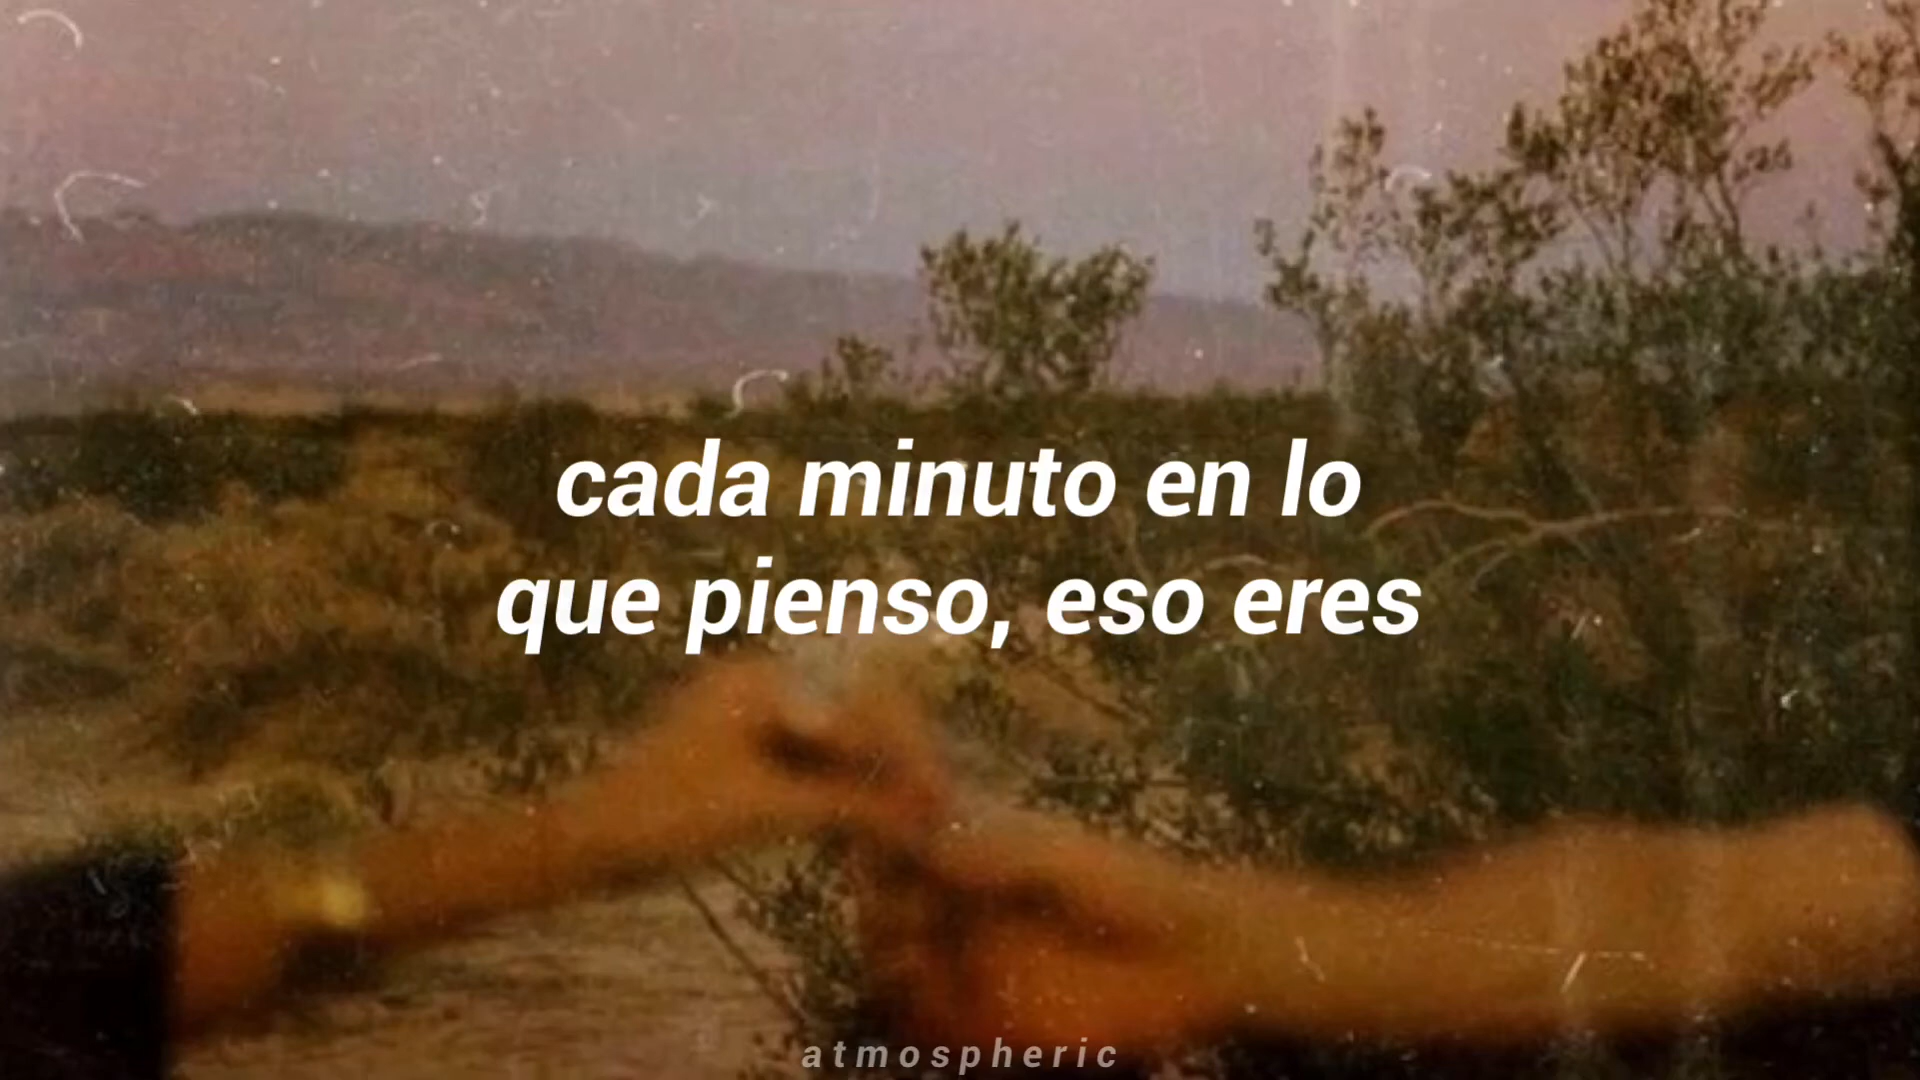 cada minuto en lo
que pienso, eso eres
atmospheric